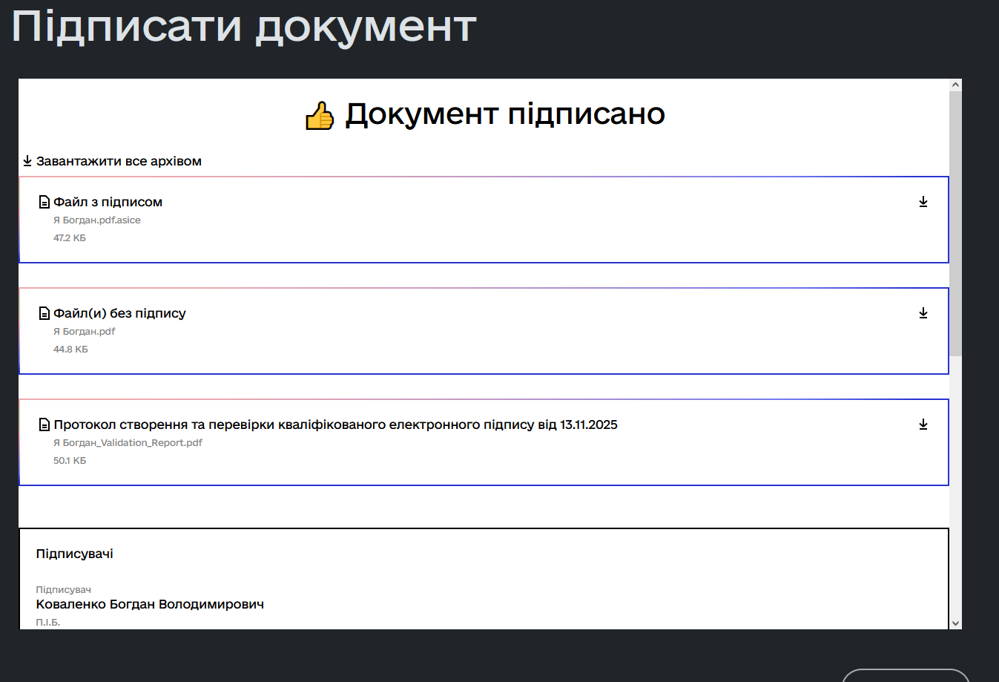 Підписати документ
👍 Документ підписано
Завантажити все архівом
Файл з підписом
Я Богдан.pdf.asice
47.2 КБ
Файл(и) без підпису
Я Богдан.pdf
44.8 КБ
Протокол створення та перевірки кваліфікованого електронного підпису від 13.11.2025
Я Богдан_Validation_Report.pdf
50.1 КБ
Підписувачі
Підписувач
Коваленко Богдан Володимирович
П.І.Б.